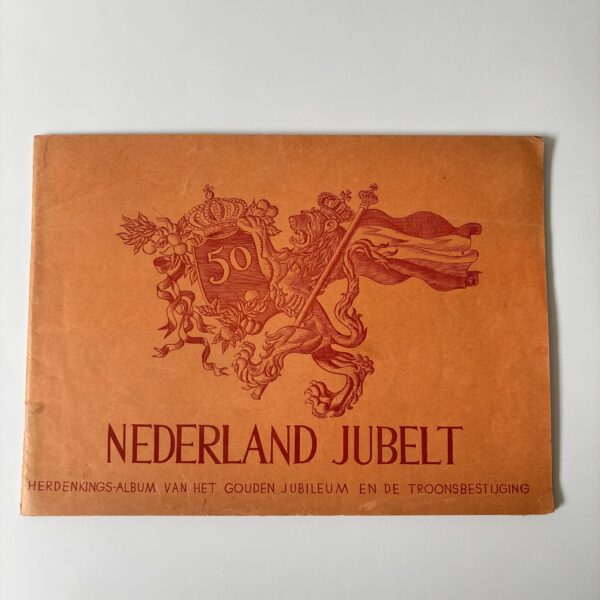 50
NEDERLAND JUBELT
HERDENKINGS-ALBUM VAN HET GOUDEN JUBILEUM EN DE TROONSBESTIJGING